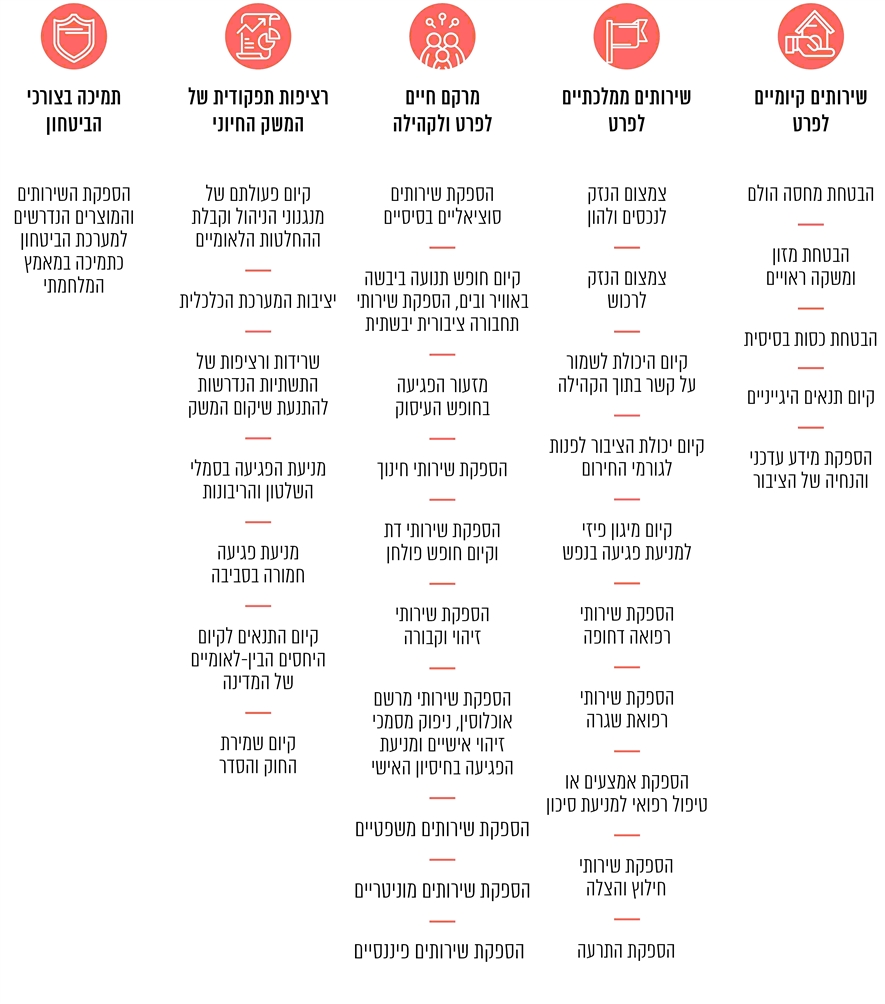 שירותים קיומיים
לפרט
הבטחת מחסה הולם
הבטחת מזון
ומשקה ראויים
הבטחת כסות בסיסית
קיום תנאים היגייניים
הספקת מידע עדכני
והנחיה של הציבור
שירותים ממלכתיים
לפרט
צמצום הנזק
לנכסים ולהון
צמצום הנזק
לרכוש
קיום היכולת לשמור
על קשר בתוך הקהילה
קיום יכולת הציבור לפנות
לגורמי החירום
קיום מיגון פיזי
למניעת פגיעה בנפש
הספקת שירותי
רפואה דחופה
הספקת שירותי
רפואת שגרה
הספקת אמצעים או
טיפול רפואי למניעת סיכון
הספקת שירותי
חילוץ והצלה
הספקת התרעה
מרקם חיים
לפרט ולקהילה
הספקת שירותים
סוציאליים בסיסיים
קיום חופש תנועה ביבשה
באוויר ובים, הספקת שירותי
תחבורה ציבורית יבשתית
מזעור הפגיעה
בחופש העיסוק
הספקת שירותי חינוך
הספקת שירותי דת
וקיום חופש פולחן
הספקת שירותי
זיהוי וקבורה
הספקת שירותי מרשם
אוכלוסין, ניפוק מסמכי
זיהוי אישיים ומניעת
הפגיעה בחיסיון האישי
הספקת שירותים משפטיים
הספקת שירותים מוניטריים
הספקת שירותים פיננסיים
רציפות תפקודית של
המשק החיוני
קיום פעולתם של
מנגנוני הניהול וקבלת
ההחלטות הלאומיים
יציבות המערכת הכלכלית
שרידות ורציפות של
התשתיות הנדרשות
להתנעת שיקום המשק
מניעת הפגיעה בסמלי
השלטון והריבונות
מניעת פגיעה
חמורה בסביבה
קיום התנאים לקיום
היחסים הבין-לאומיים
של המדינה
קיום שמירת
החוק והסדר
תמיכה בצורכי
הביטחון
הספקת השירותים
והמוצרים הנדרשים
למערכת הביטחון
כתמיכה במאמץ
המלחמתי